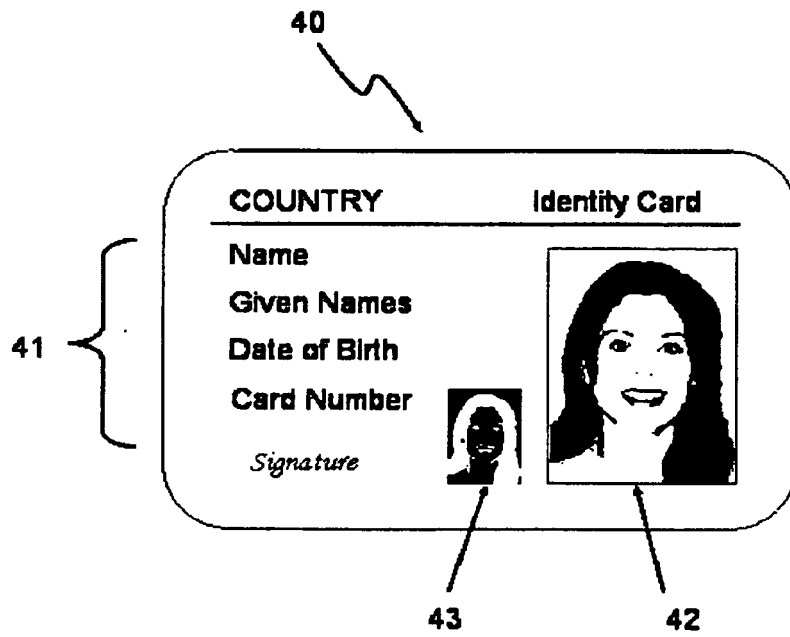 40
COUNTRY Identity Card
Name
Given Names
41
Date of Birth
Card Number
Signature
43 42